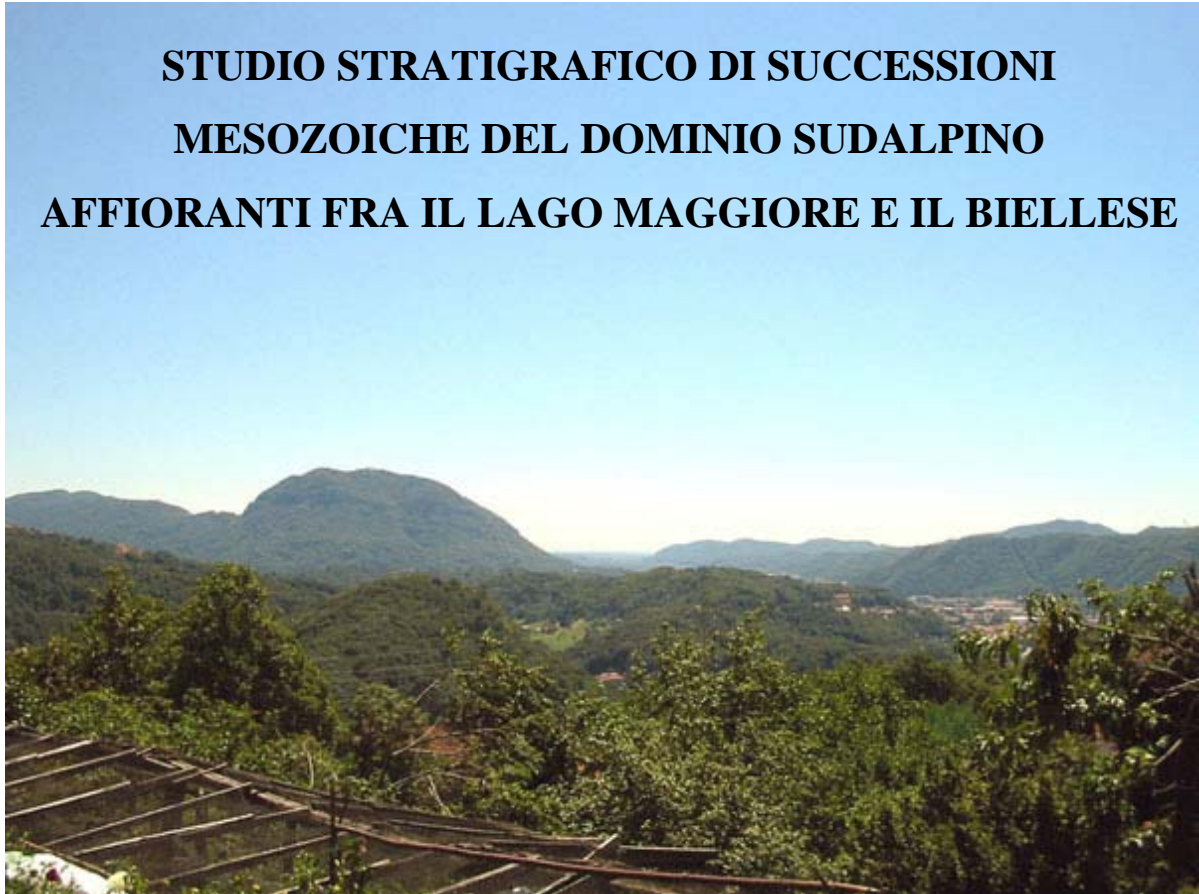 STUDIO STRATIGRAFICO DI SUCCESSIONI
MESOZOICHE DEL DOMINIO SUDALPINO
AFFIORANTI FRA IL LAGO MAGGIORE E IL BIELLESE